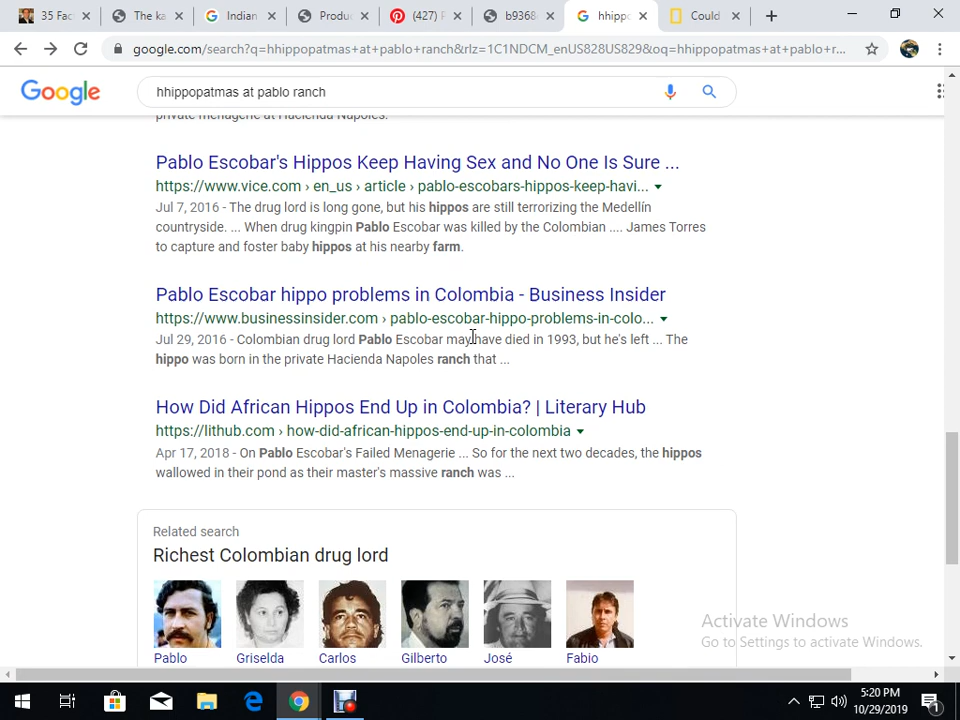 35 Fac
The ka
Indian
Produc
(427) F
b9368
hhippo
Could
google.com/search?q=hhippopatmas+at+pablo+ranch&rlz=1C1NDCM_enUS828US829&oq=hhippopatmas+at+pablo+r...
Google
hhippopatmas at pablo ranch
private menagerie at Hacienda Napoles.
Pablo Escobar's Hippos Keep Having Sex and No One Is Sure ...
https://www.vice.com › en_us › article › pablo-escobars-hippos-keep-havi...
Jul 7, 2016 - The drug lord is long gone, but his hippos are still terrorizing the Medellín
countryside. ... When drug kingpin Pablo Escobar was killed by the Colombian .... James Torres
to capture and foster baby hippos at his nearby farm.
Pablo Escobar hippo problems in Colombia - Business Insider
https://www.businessinsider.com › pablo-escobar-hippo-problems-in-colo...
Jul 29, 2016 - Colombian drug lord Pablo Escobar may have died in 1993, but he's left ... The
hippo was born in the private Hacienda Napoles ranch that ...
How Did African Hippos End Up in Colombia? | Literary Hub
https://lithub.com › how-did-african-hippos-end-up-in-colombia
Apr 17, 2018 - On Pablo Escobar's Failed Menagerie ... So for the next two decades, the hippos
wallowed in their pond as their master's massive ranch was ...
Related search
Richest Colombian drug lord
Pablo Griselda Carlos Gilberto José Fabio
Activate Windows
Go to Settings to activate Windows.
5:20 PM
10/29/2019
1